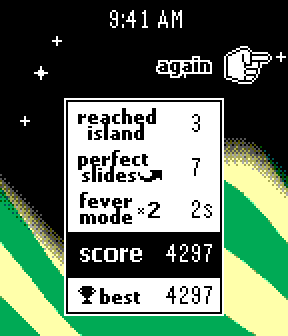 9:41 AM
again
reached island 3
perfect slides 7
fever mode ×2 2s
score 4297
best 4297